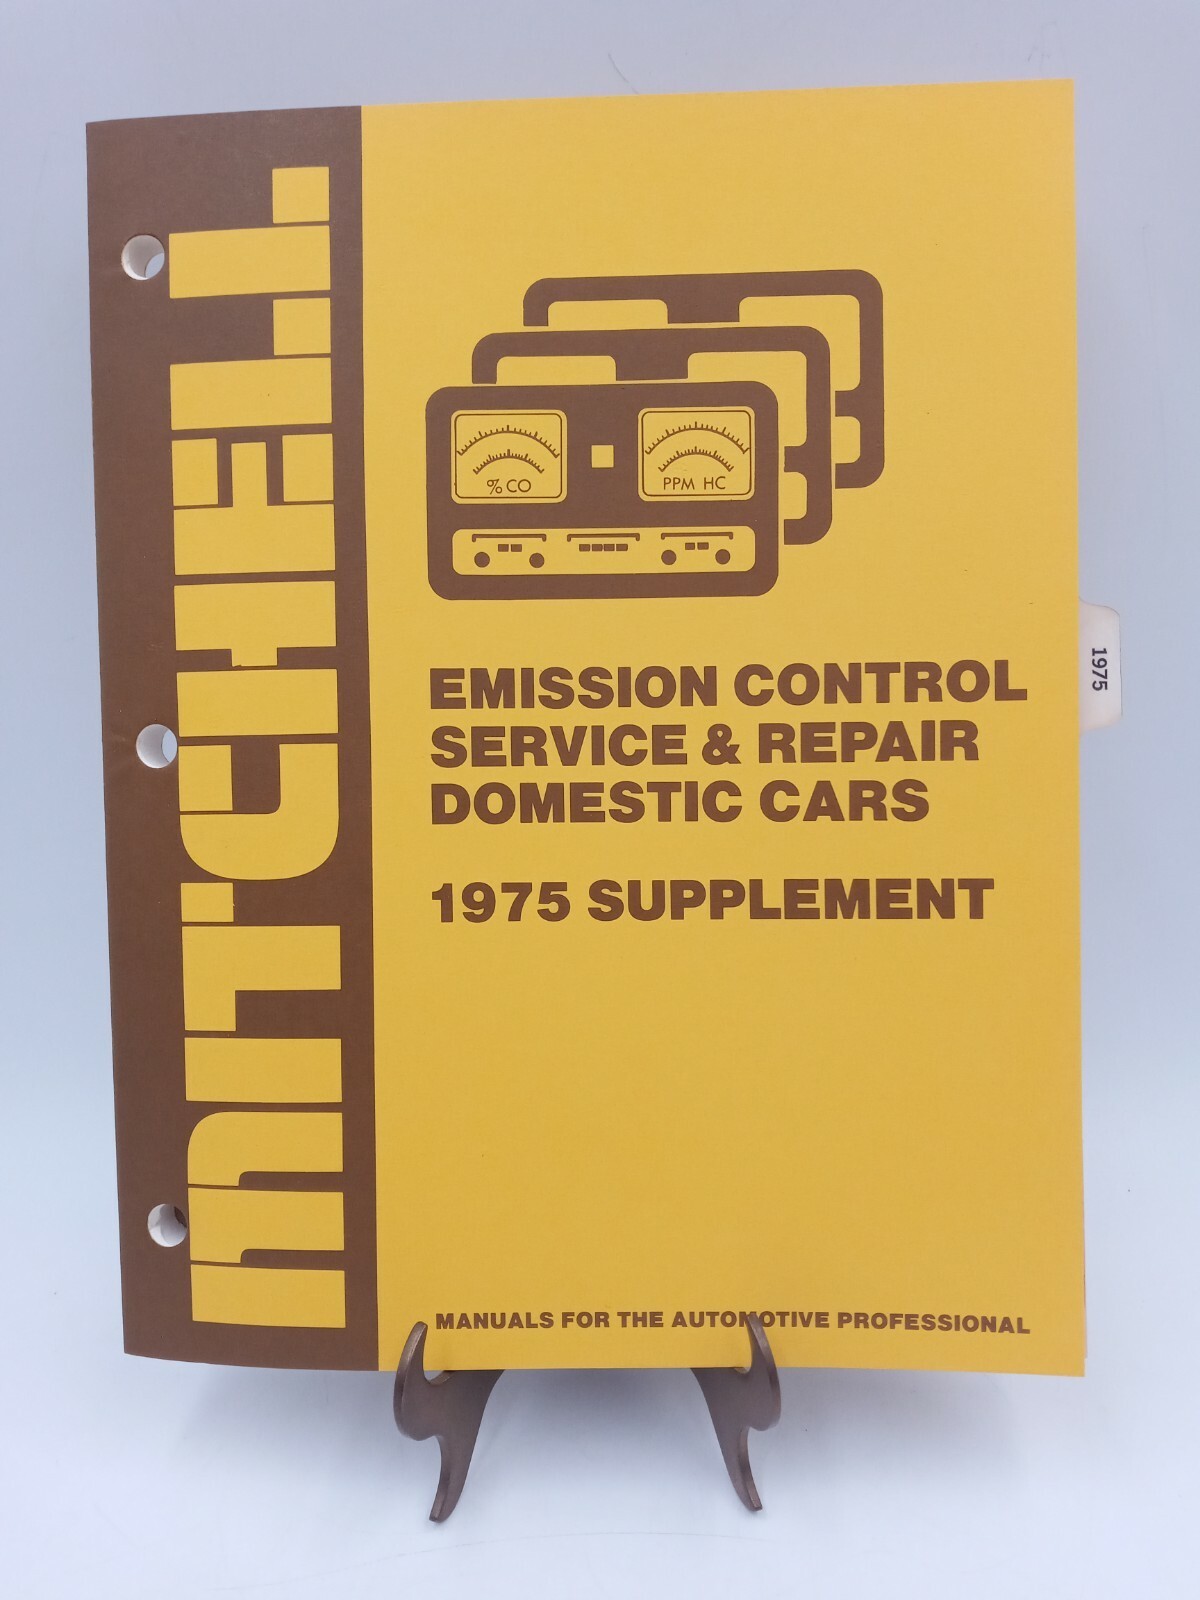 mitchell
% CO
PPM HC
EMISSION CONTROL
SERVICE & REPAIR
DOMESTIC CARS
1975 SUPPLEMENT
1975
MANUALS FOR THE AUTOMOTIVE PROFESSIONAL